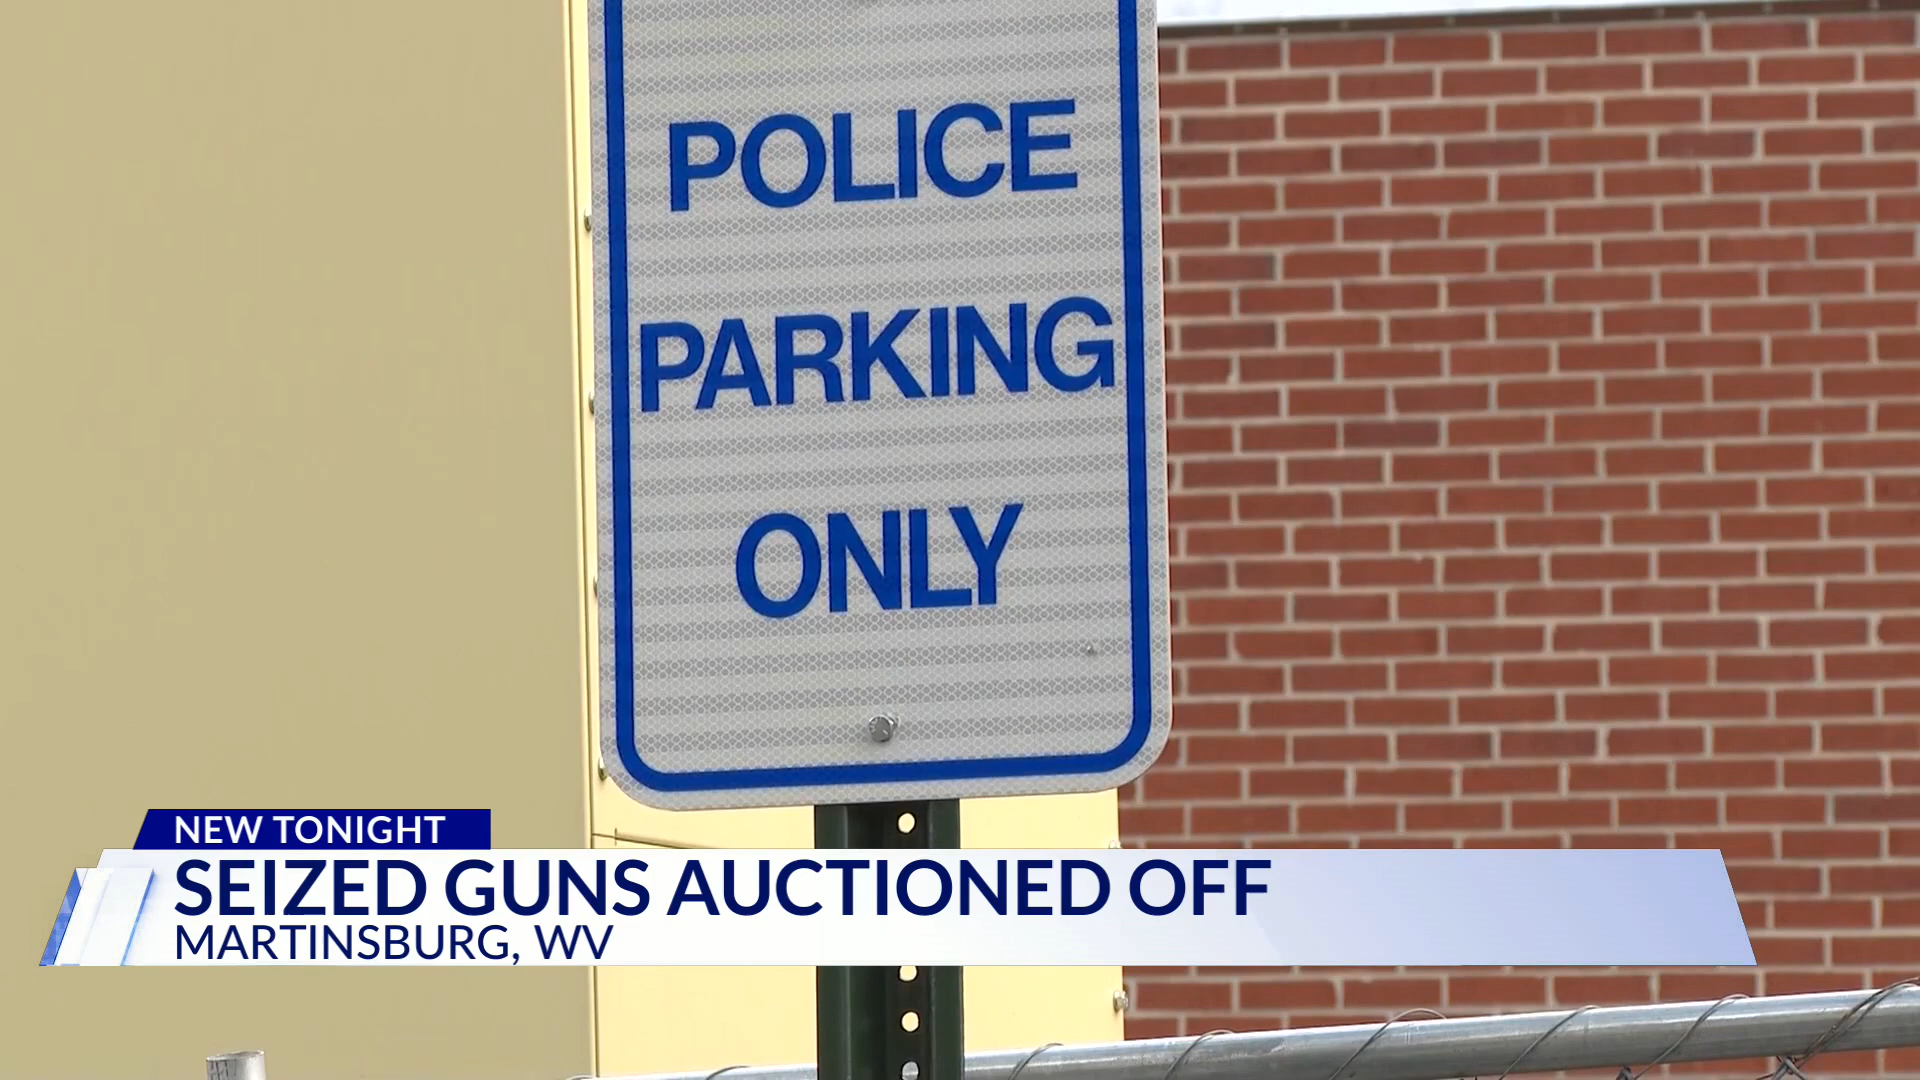 POLICE
PARKING
ONLY
NEW TONIGHT
SEIZED GUNS AUCTIONED OFF
MARTINSBURG, WV